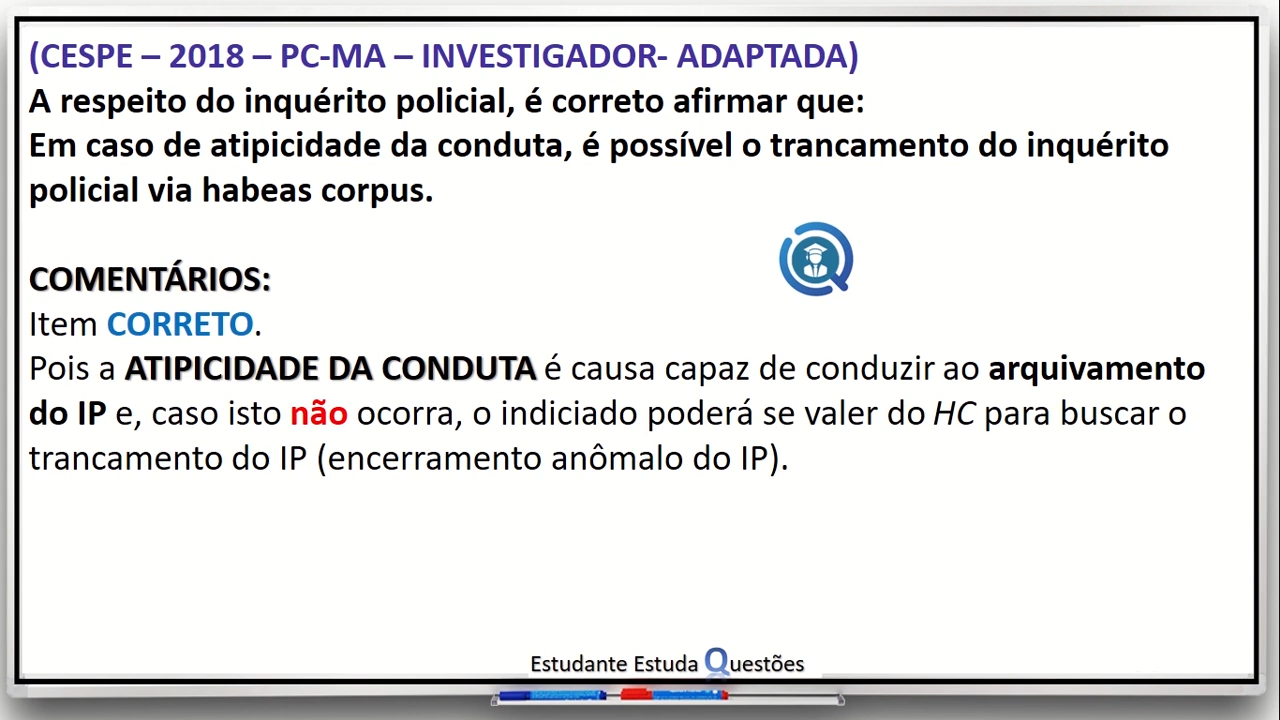 (CESPE – 2018 – PC-MA – INVESTIGADOR- ADAPTADA)
A respeito do inquérito policial, é correto afirmar que:
Em caso de atipicidade da conduta, é possível o trancamento do inquérito
policial via habeas corpus.
COMENTÁRIOS:
Item CORRETO.
Pois a ATIPICIDADE DA CONDUTA é causa capaz de conduzir ao arquivamento
do IP e, caso isto não ocorra, o indiciado poderá se valer do HC para buscar o
trancamento do IP (encerramento anômalo do IP).
Estudante Estuda Questões